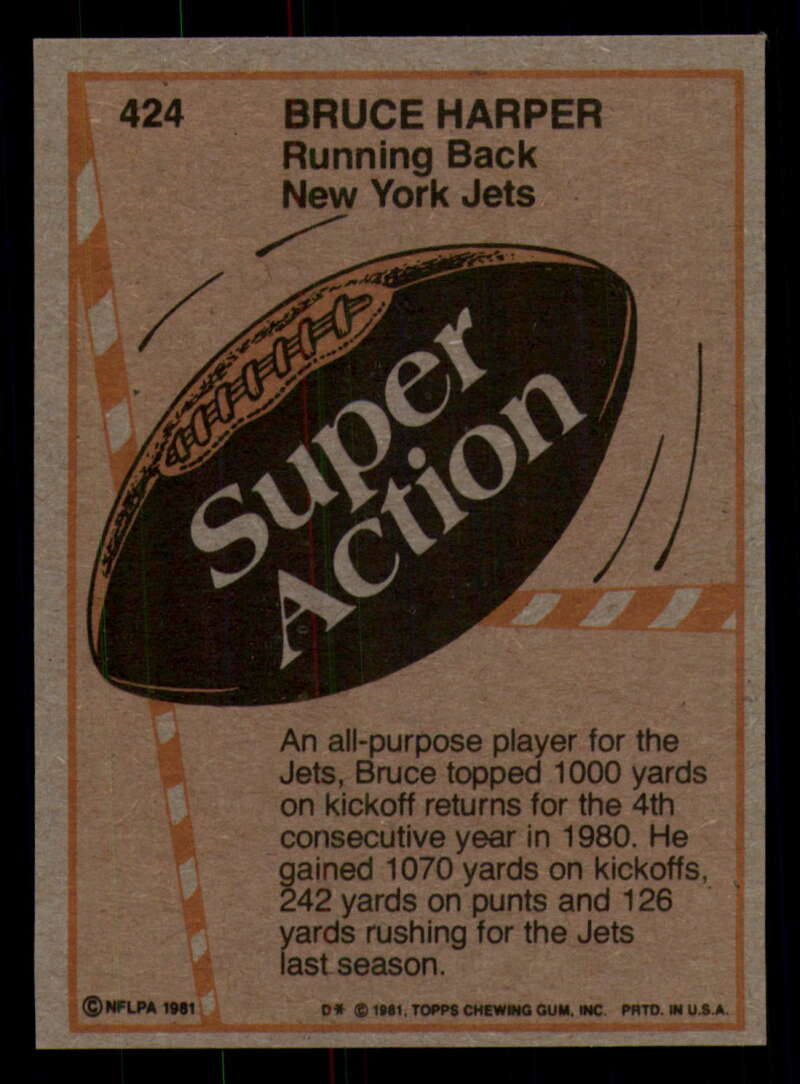 424
BRUCE HARPER
Running Back
New York Jets
Super
Action
An all-purpose player for the
Jets, Bruce topped 1000 yards
on kickoff returns for the 4th
consecutive year in 1980. He
gained 1070 yards on kickoffs,
242 yards on punts and 126
yards rushing for the Jets
last season.
© NFLPA 1981
D* © 1981, TOPPS CHEWING GUM, INC. PRTD. IN U.S.A.